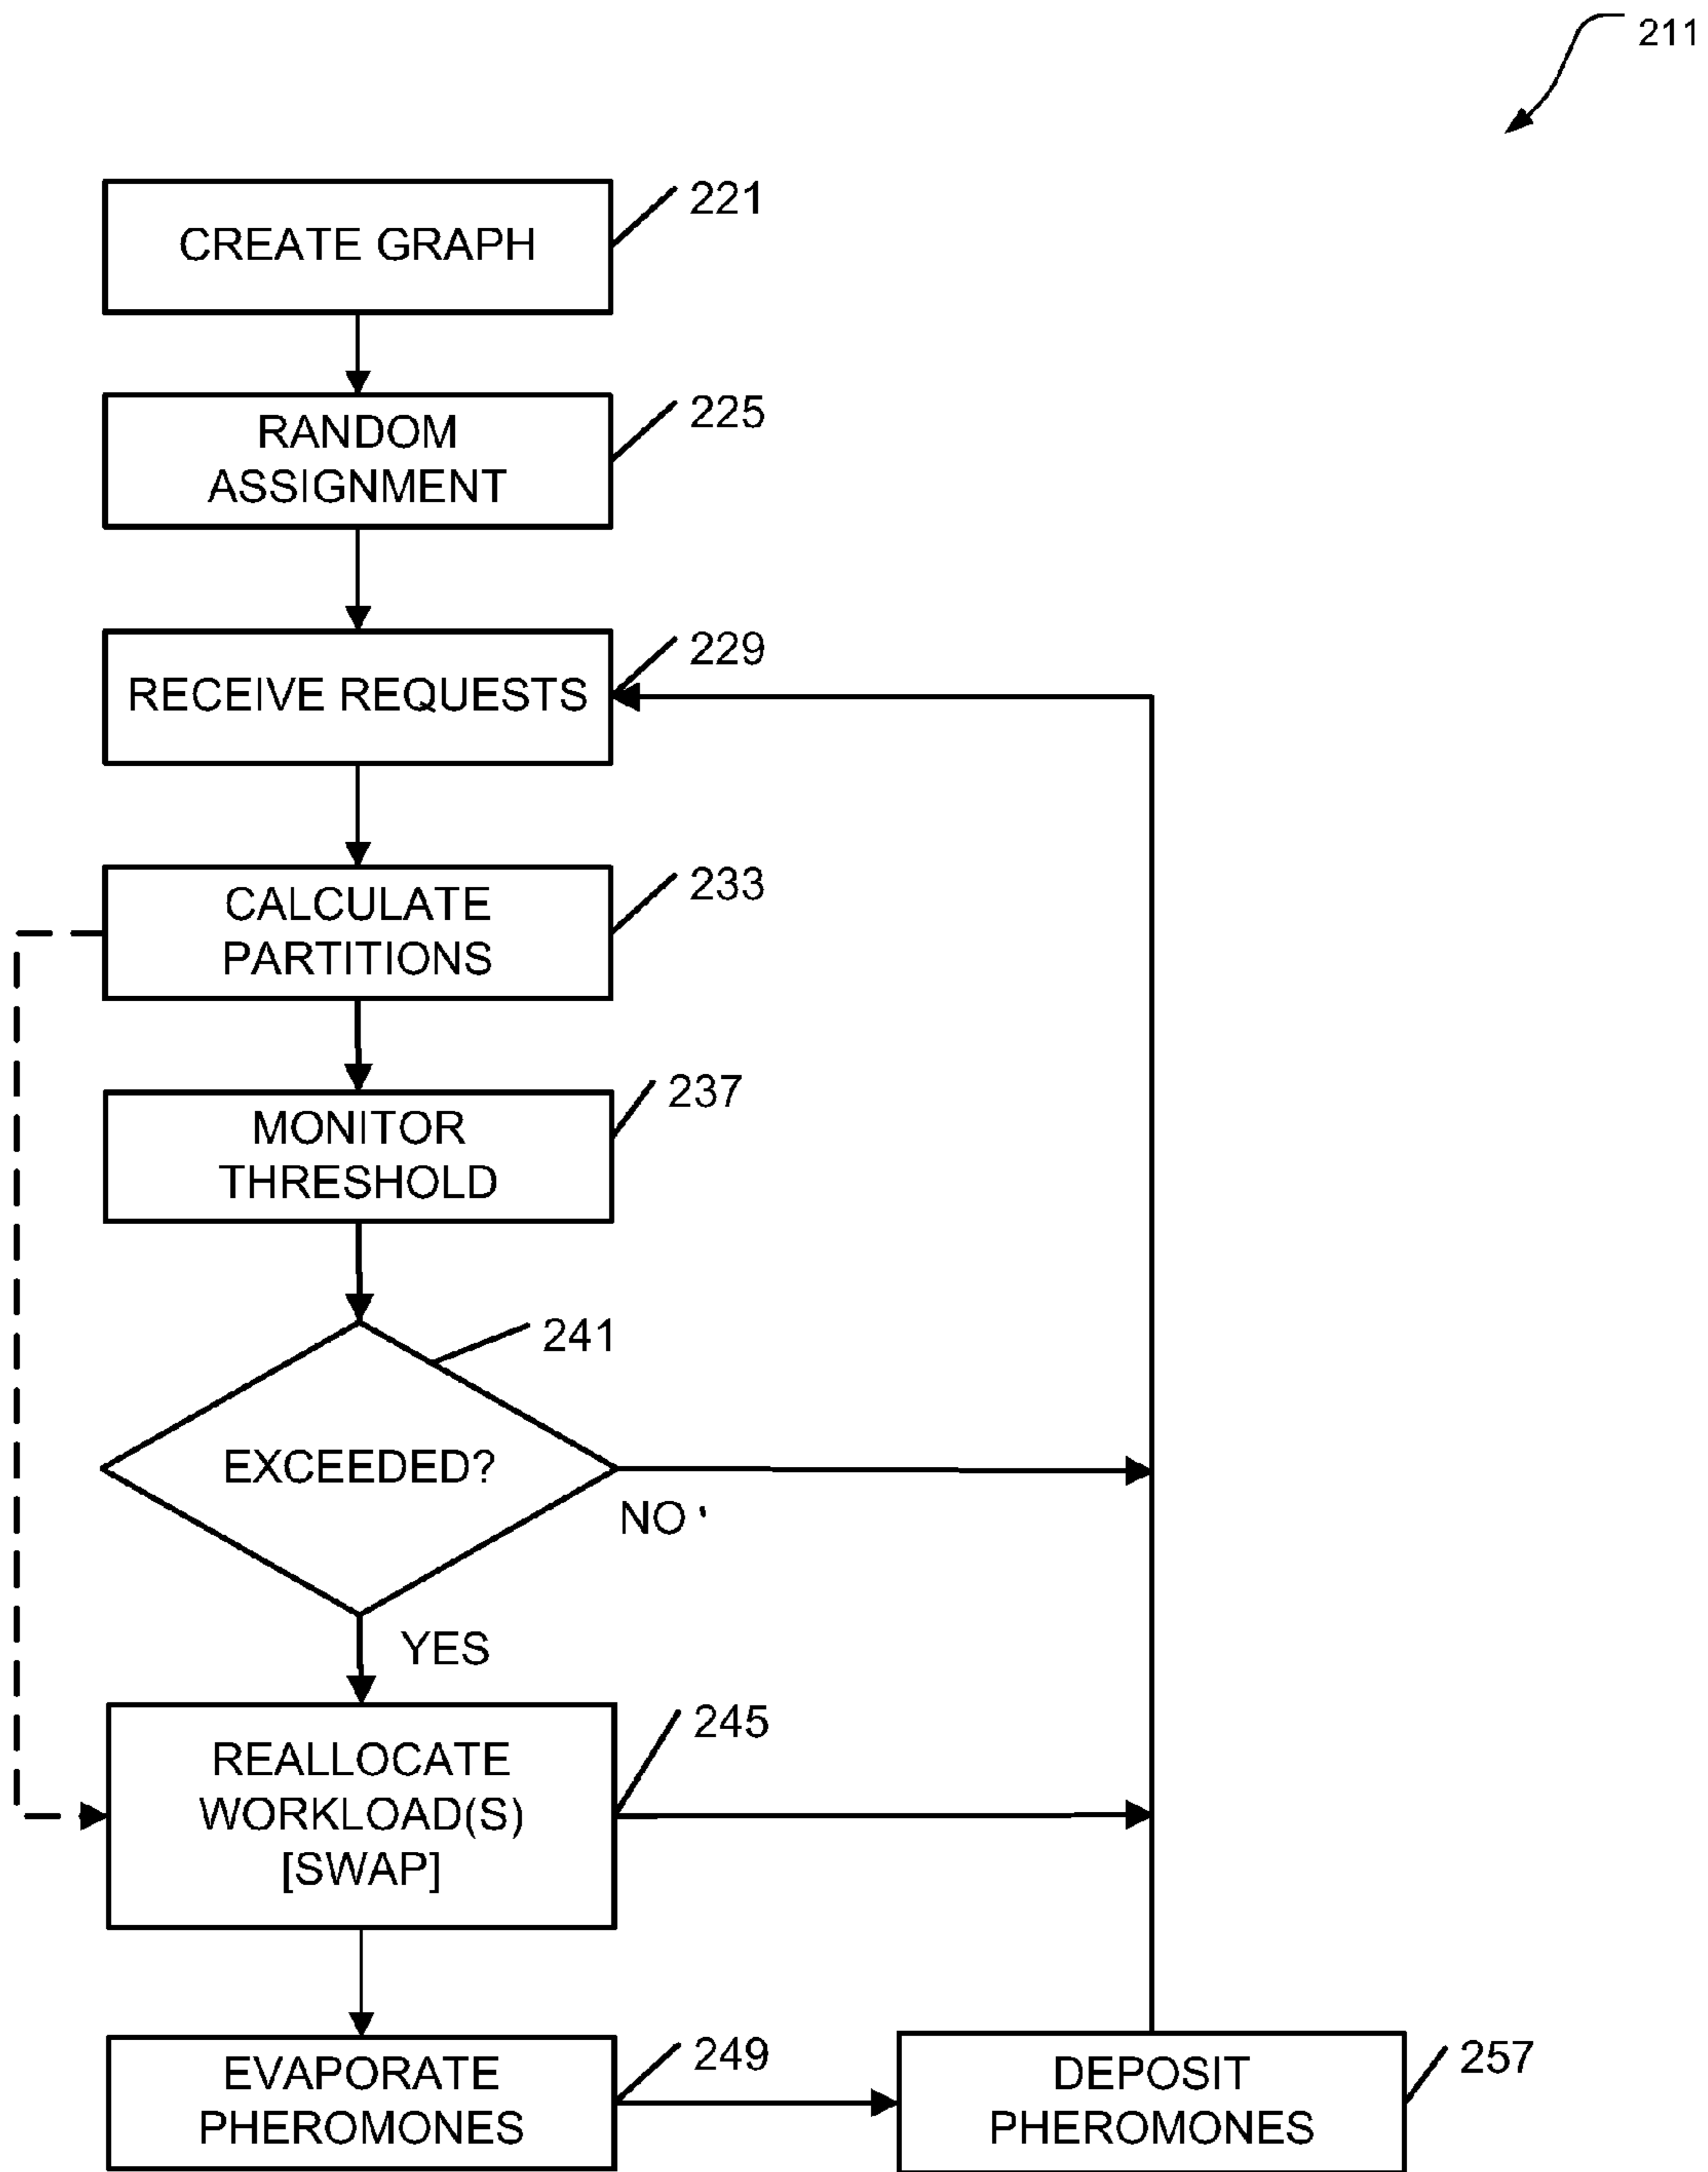 211
CREATE GRAPH
221
RANDOM
ASSIGNMENT
225
RECEIVE REQUESTS
229
CALCULATE
PARTITIONS
233
MONITOR
THRESHOLD
237
EXCEEDED?
241
NO
YES
REALLOCATE
WORKLOAD(S)
[SWAP]
245
EVAPORATE
PHEROMONES
249
DEPOSIT
PHEROMONES
257